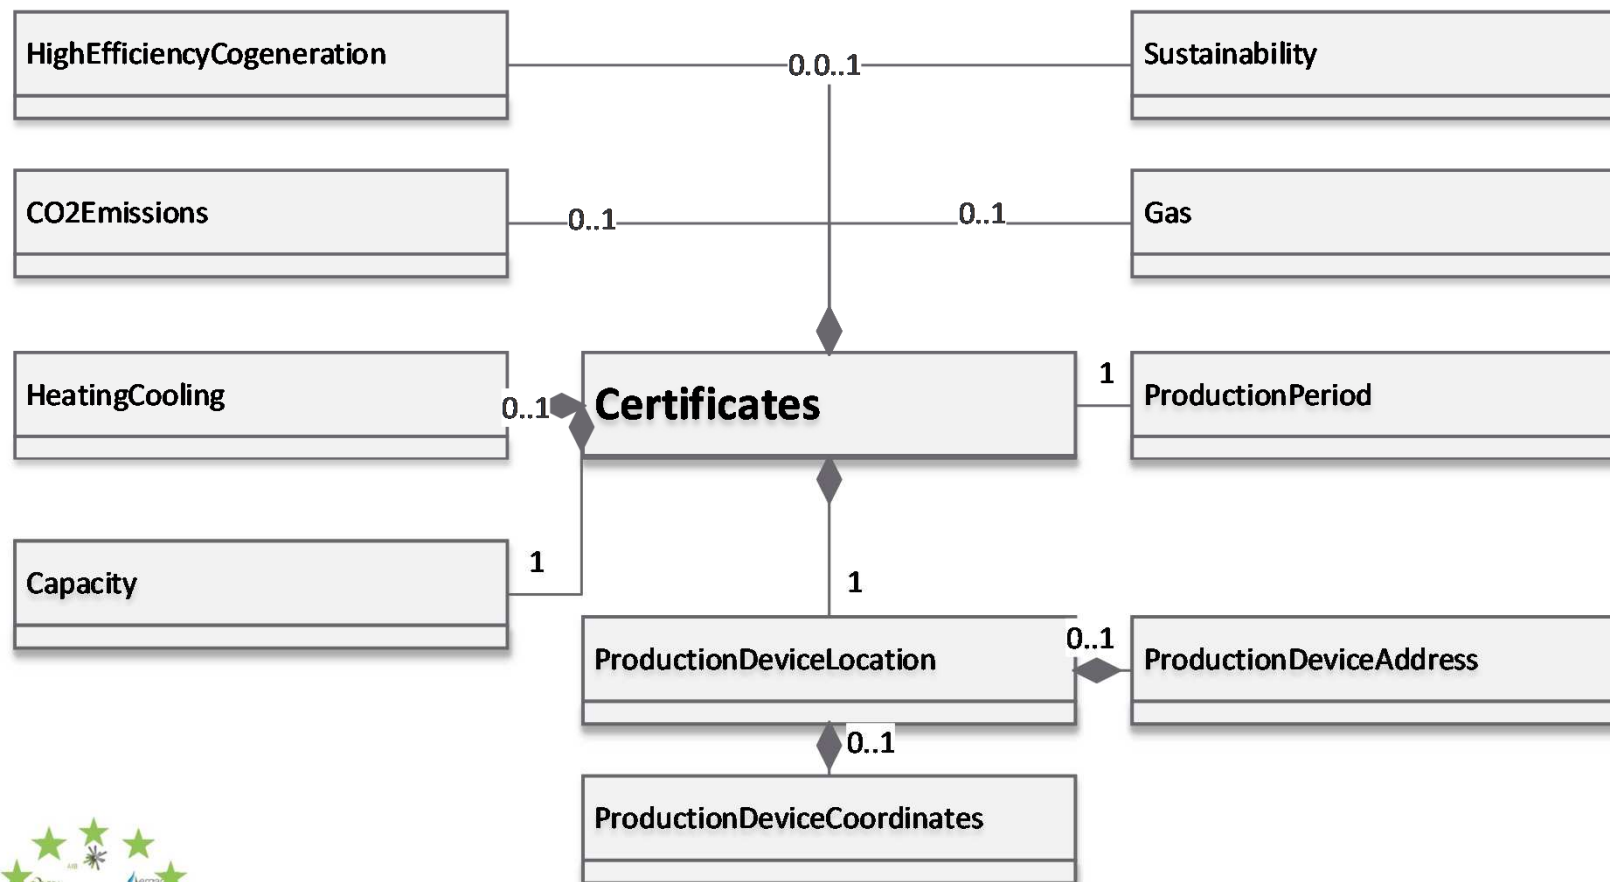 HighEfficiencyCogeneration
0.0..1
Sustainability
CO2Emissions
0..1
0..1
Gas
HeatingCooling
0..1
Certificates
1
ProductionPeriod
Capacity
1
1
ProductionDeviceLocation
0..1
ProductionDeviceAddress
0..1
ProductionDeviceCoordinates